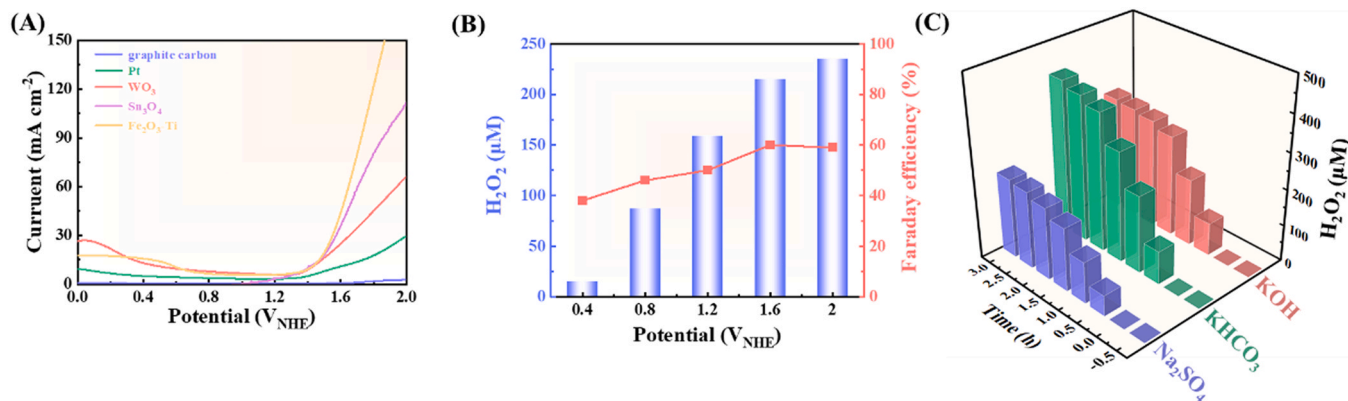 (A)
150
120
90
60
30
0
Curruent (mA cm⁻²)
graphite carbon
Pt
WO₃
Sn₃O₄
Fe₂O₃-Ti
0.0 0.4 0.8 1.2 1.6 2.0
Potential (V_NHE)
(B)
250
200
150
100
50
0
H₂O₂ (μM)
100
80
60
40
20
0
Faraday efficiency (%)
0.4 0.8 1.2 1.6 2
Potential (V_NHE)
(C)
500
400
300
200
100
0
H₂O₂ (μM)
3.0 2.5 2.0 1.5 1.0 0.5 0.0 -0.5
Time (h)
KOH
KHCO₃
Na₂SO₄